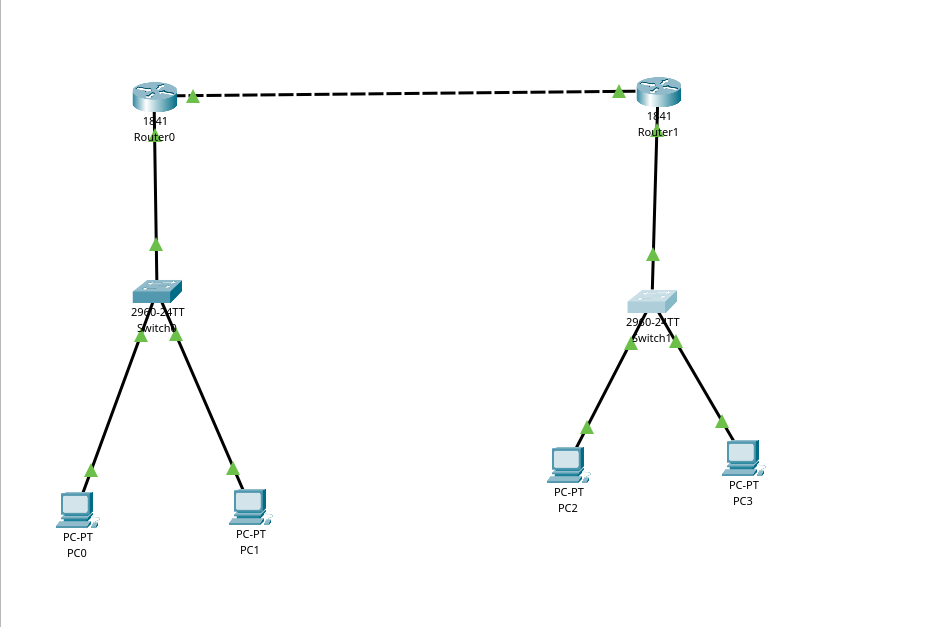 1841
Router0
1841
Router1
2960-24TT
Switch0
2960-24TT
Switch1
PC-PT
PC0
PC-PT
PC1
PC-PT
PC2
PC-PT
PC3